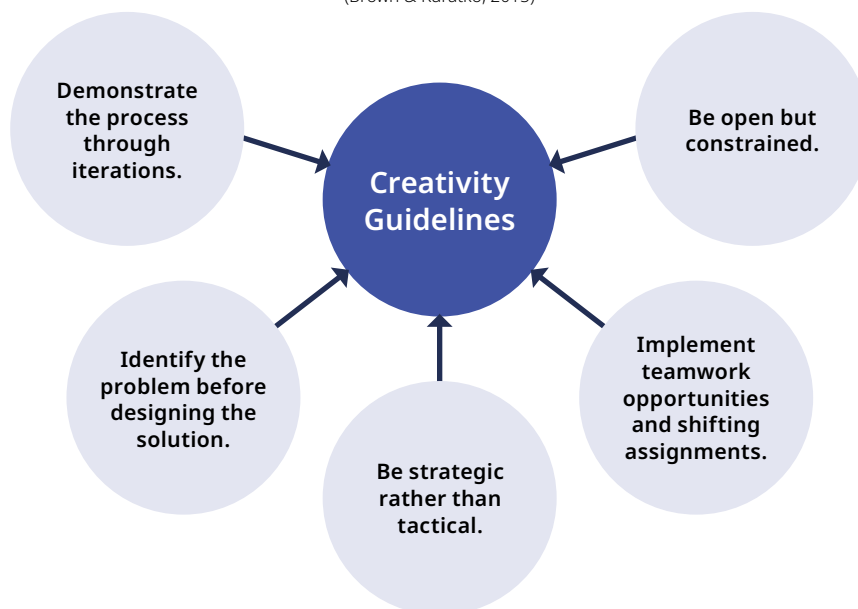 Demonstrate
the process
through
iterations.
Creativity
Guidelines
Be open but
constrained.
Identify the
problem before
designing the
solution.
Be strategic
rather than
tactical.
Implement
teamwork
opportunities
and shifting
assignments.